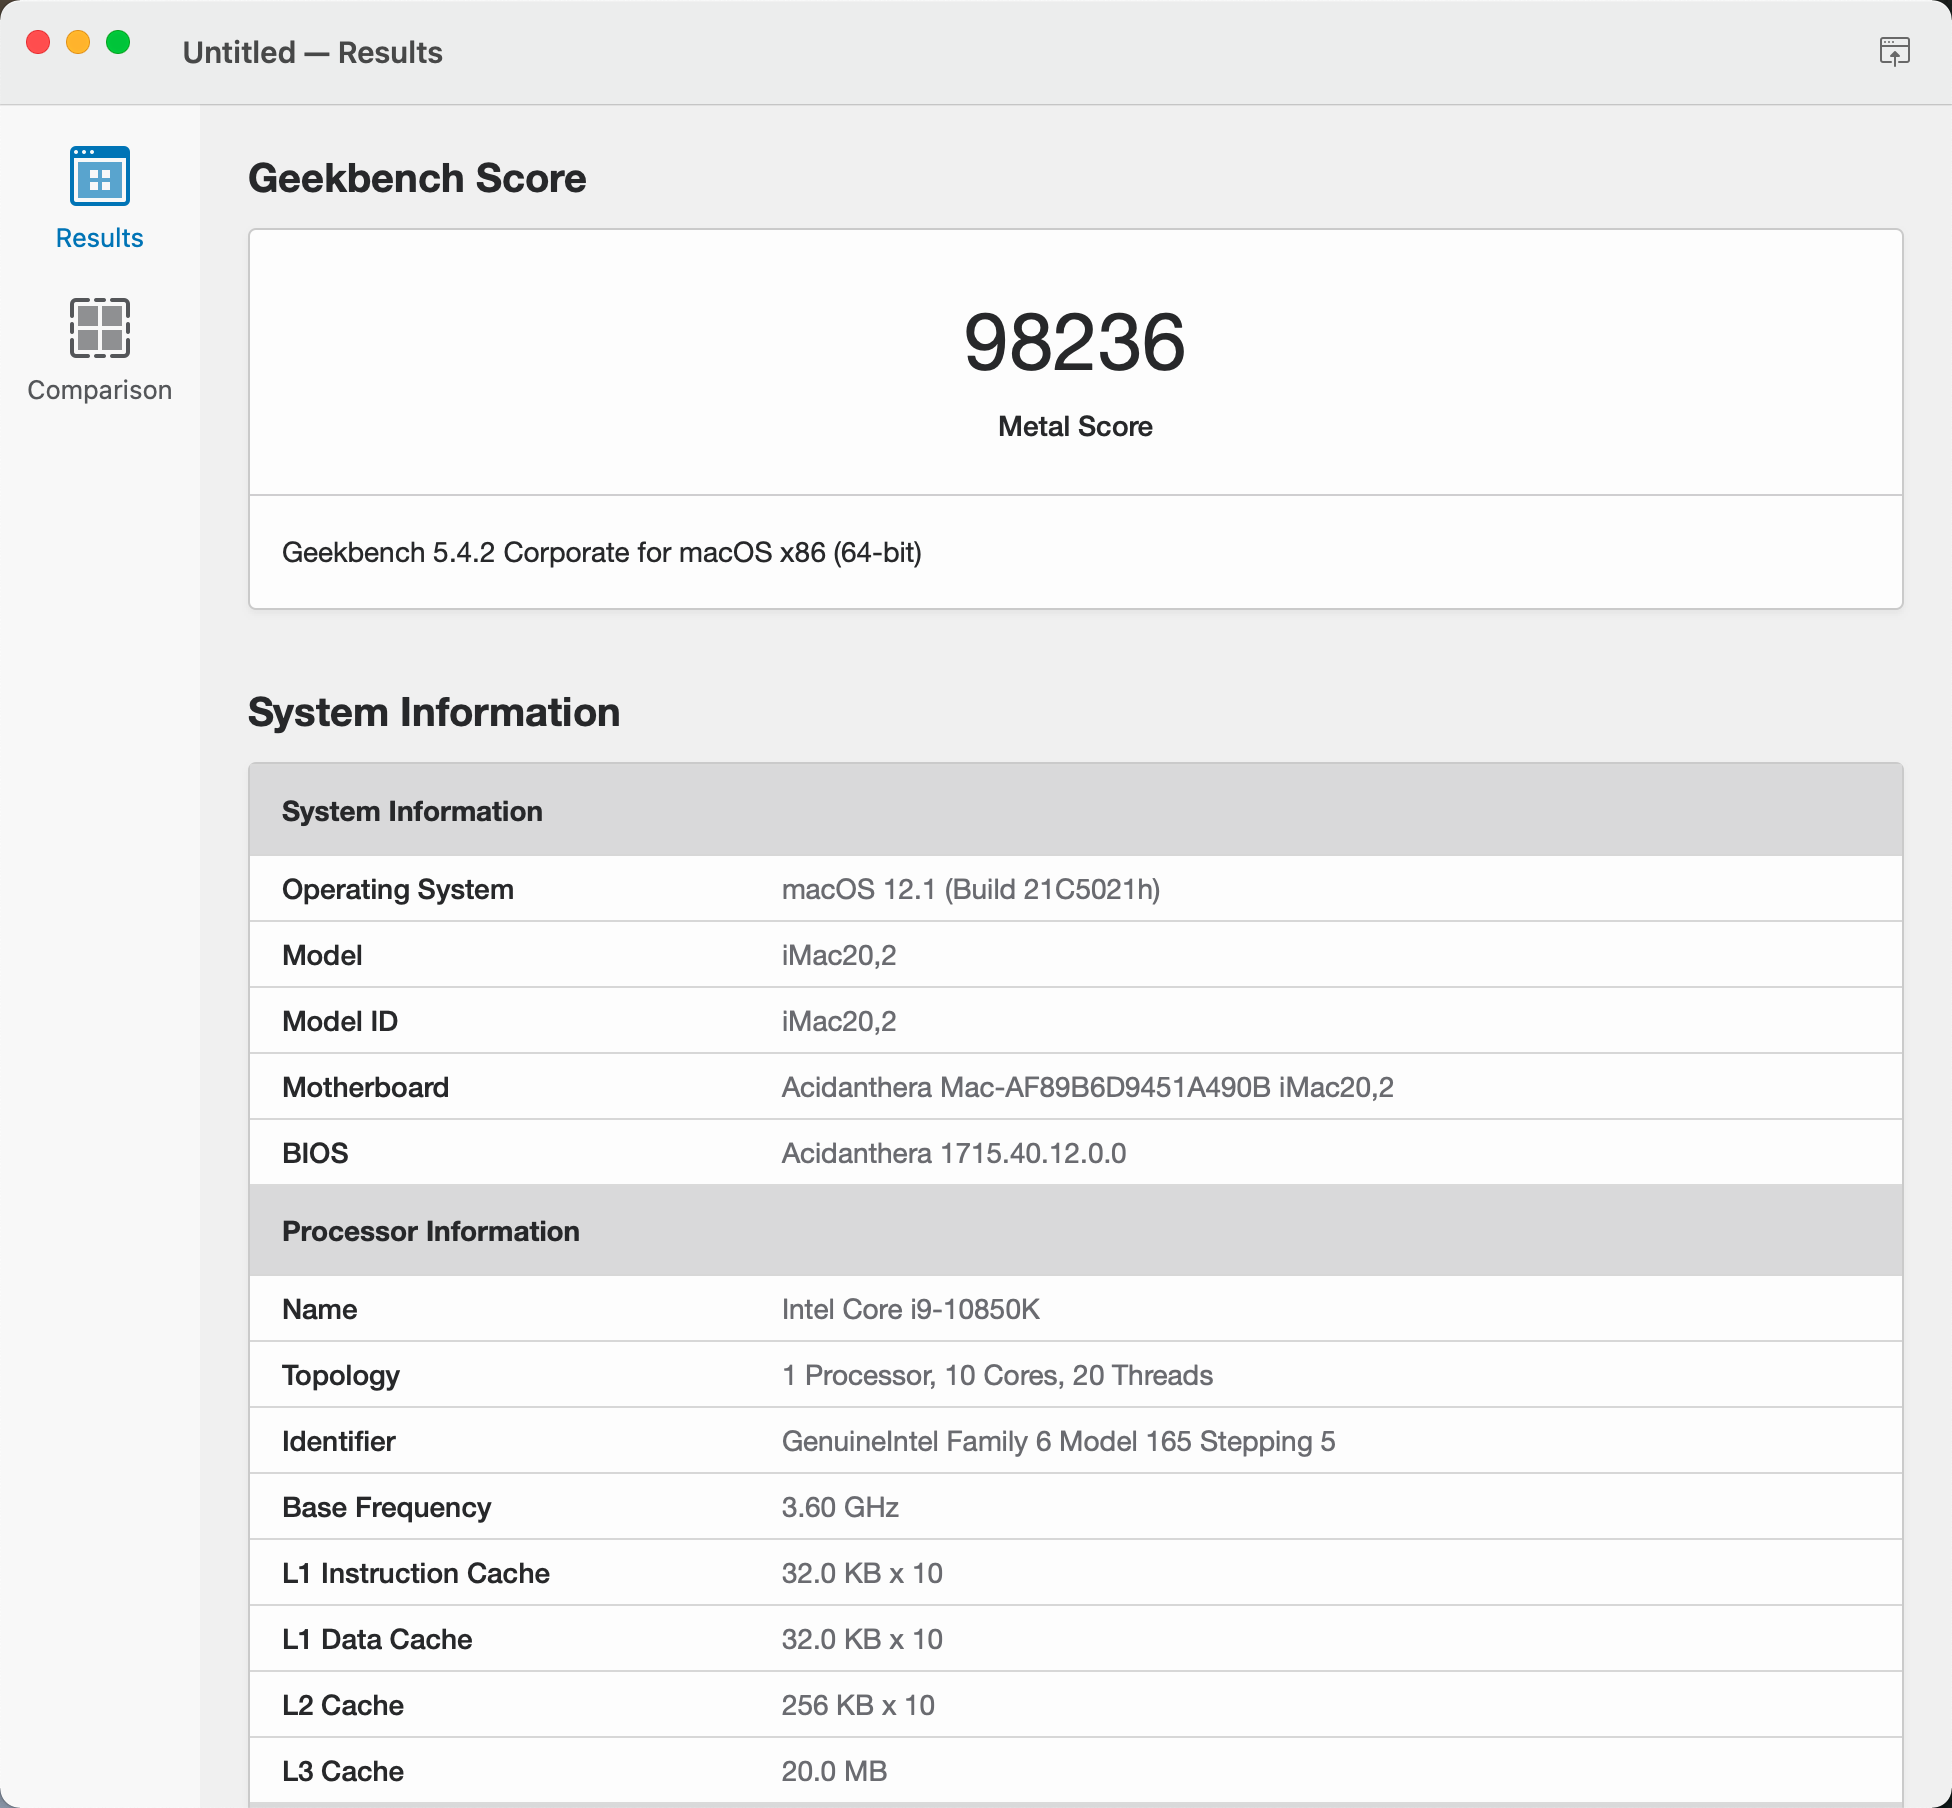 Untitled — Results
Results
Comparison
Geekbench Score
98236
Metal Score
Geekbench 5.4.2 Corporate for macOS x86 (64-bit)
System Information
System Information
Operating System macOS 12.1 (Build 21C5021h)
Model iMac20,2
Model ID iMac20,2
Motherboard Acidanthera Mac-AF89B6D9451A490B iMac20,2
BIOS Acidanthera 1715.40.12.0.0
Processor Information
Name Intel Core i9-10850K
Topology 1 Processor, 10 Cores, 20 Threads
Identifier GenuineIntel Family 6 Model 165 Stepping 5
Base Frequency 3.60 GHz
L1 Instruction Cache 32.0 KB x 10
L1 Data Cache 32.0 KB x 10
L2 Cache 256 KB x 10
L3 Cache 20.0 MB